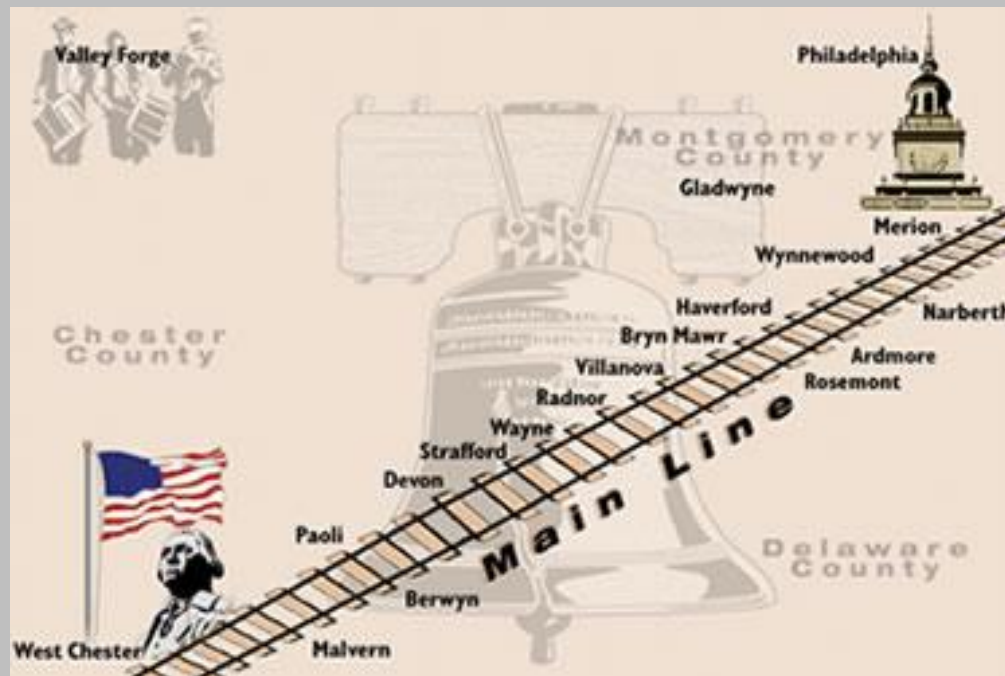 Valley Forge
Philadelphia
Montgomery
County
Gladwyne
Merion
Wynnewood
Haverford
Narberth
Chester
County
Bryn Mawr
Ardmore
Villanova
Rosemont
Radnor
Wayne
Strafford
Devon
Main Line
Paoli
Delaware
County
Berwyn
West Chester
Malvern